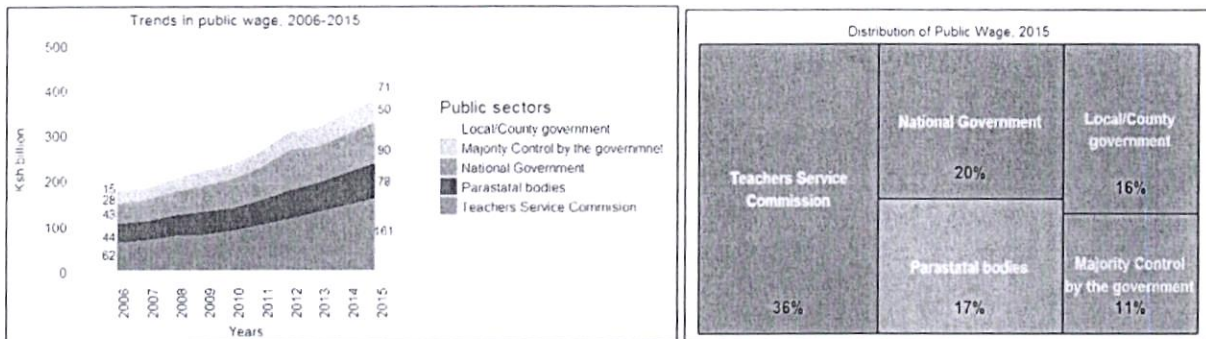 Trends in public wage, 2006-2015
500
400
300
200
100
0
Ksh billion
15
28
43
44
62
71
50
90
78
161
2006
2007
2008
2009
2010
2011
2012
2013
2014
2015
Years
Public sectors
Local/County government
Majority Control by the governmnet
National Government
Parastatal bodies
Teachers Service Commision
Distribution of Public Wage, 2015
Teachers Service
Commission
36%
National Government
20%
Parastatal bodies
17%
Local/County
government
16%
Majority Control
by the government
11%